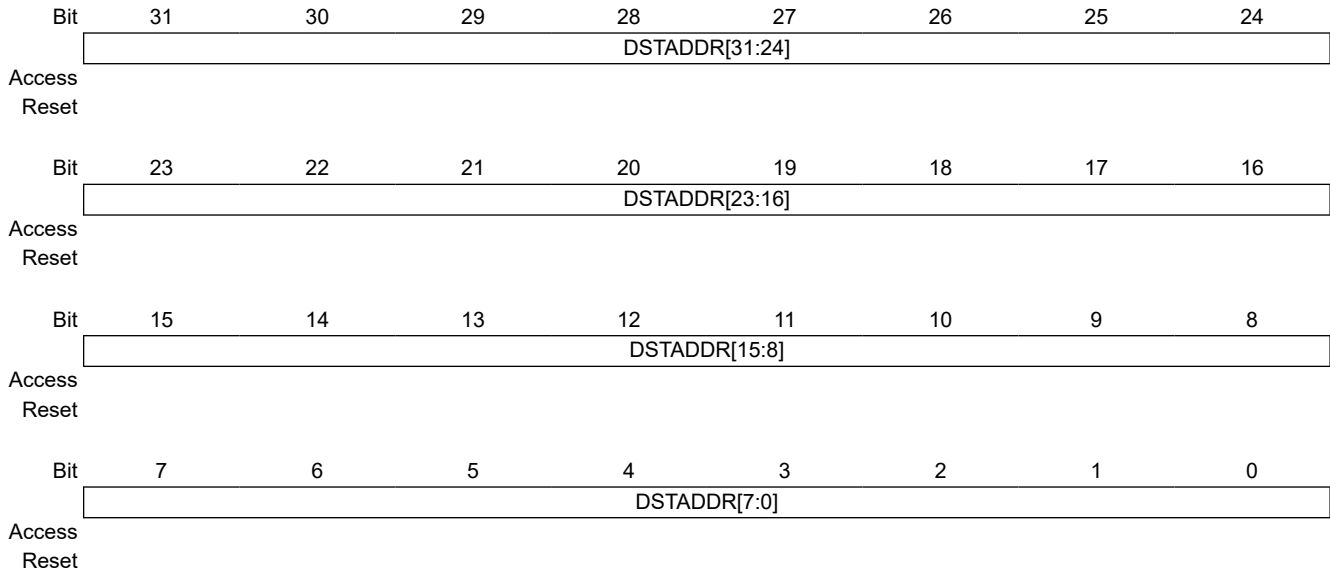 Bit 31 30 29 28 27 26 25 24
DSTADDR[31:24]
Access
Reset
Bit 23 22 21 20 19 18 17 16
DSTADDR[23:16]
Access
Reset
Bit 15 14 13 12 11 10 9 8
DSTADDR[15:8]
Access
Reset
Bit 7 6 5 4 3 2 1 0
DSTADDR[7:0]
Access
Reset